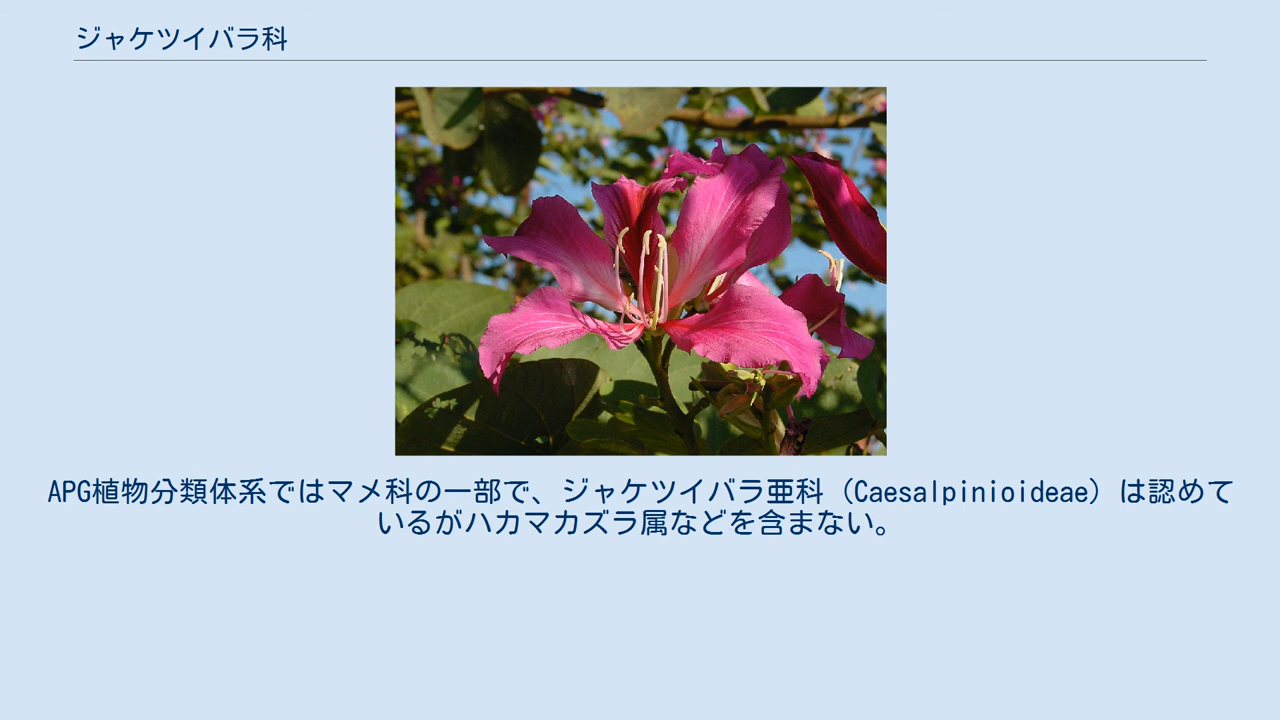 ジャケツイバラ科
APG植物分類体系ではマメ科の一部で、ジャケツイバラ亜科（Caesalpinioideae）は認めて
いるがハカマカズラ属などを含まない。